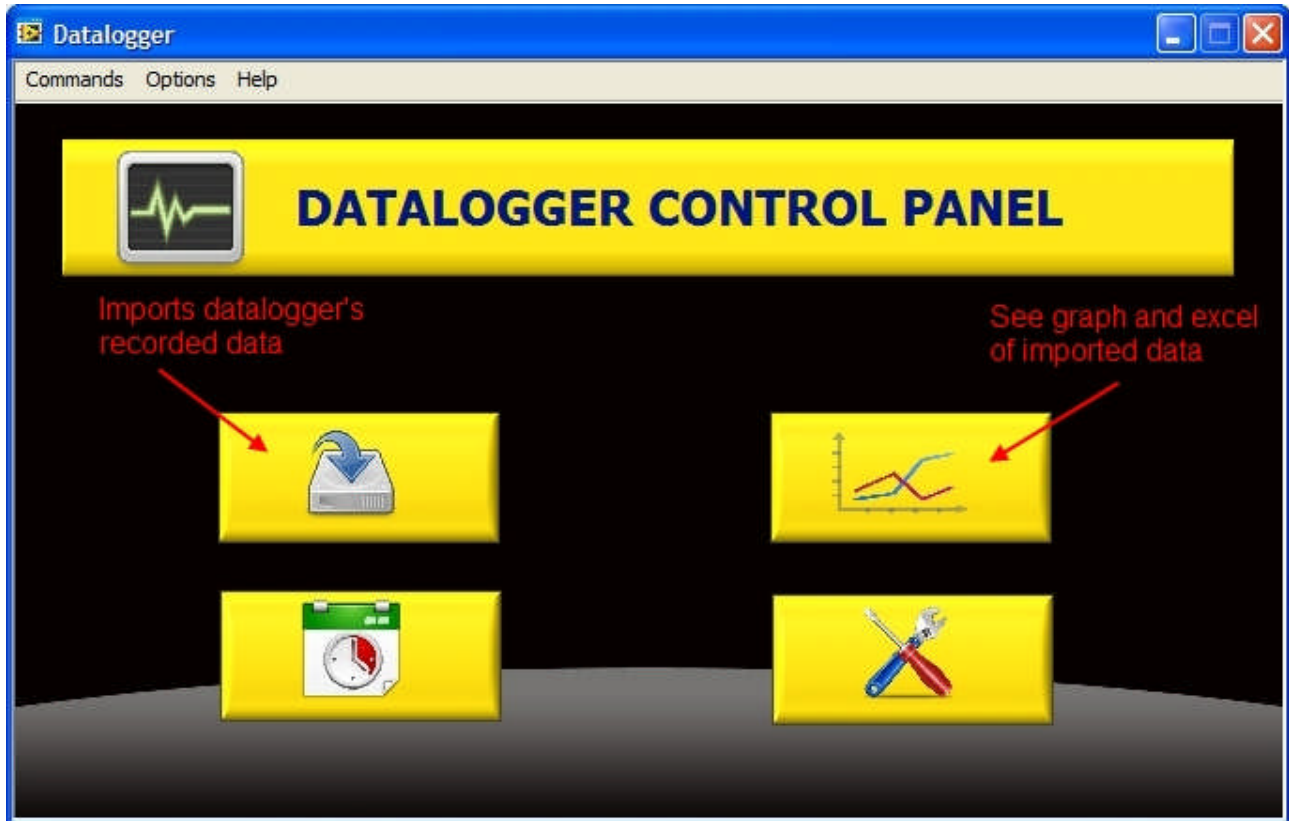 Datalogger
Commands Options Help
DATALOGGER CONTROL PANEL
Imports datalogger's
recorded data
See graph and excel
of imported data